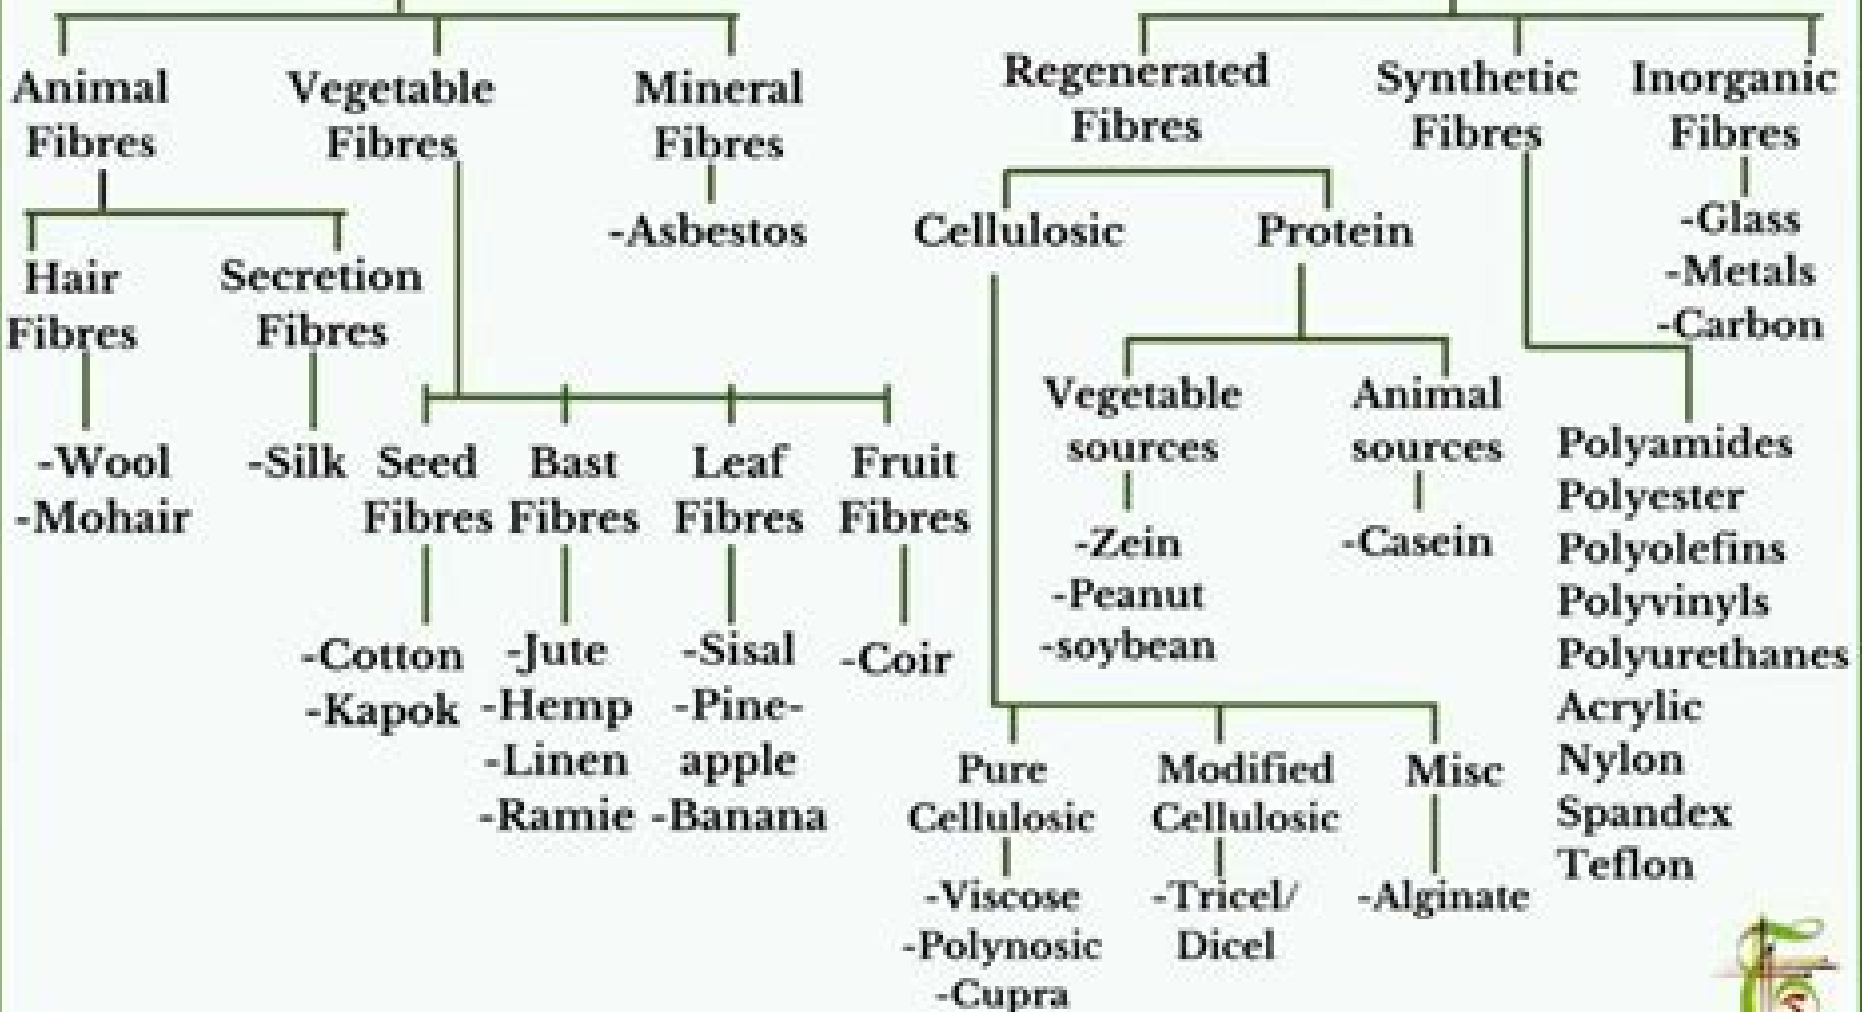 Animal
Fibres
Vegetable
Fibres
Mineral
Fibres
-Asbestos
Hair
Fibres
Secretion
Fibres
-Wool
-Mohair
-Silk
Seed
Fibres
Bast
Fibres
Leaf
Fibres
Fruit
Fibres
-Cotton
-Kapok
-Jute
-Hemp
-Linen
-Ramie
-Sisal
-Pine-
apple
-Banana
-Coir
Regenerated
Fibres
Cellulosic
Protein
Vegetable
sources
-Zein
-Peanut
-soybean
Animal
sources
-Casein
Pure
Cellulosic
-Viscose
-Polynosic
-Cupra
Modified
Cellulosic
-Tricel/
Dicel
Misc
-Alginate
Synthetic
Fibres
Polyamides
Polyester
Polyolefins
Polyvinyls
Polyurethanes
Acrylic
Nylon
Spandex
Teflon
Inorganic
Fibres
-Glass
-Metals
-Carbon